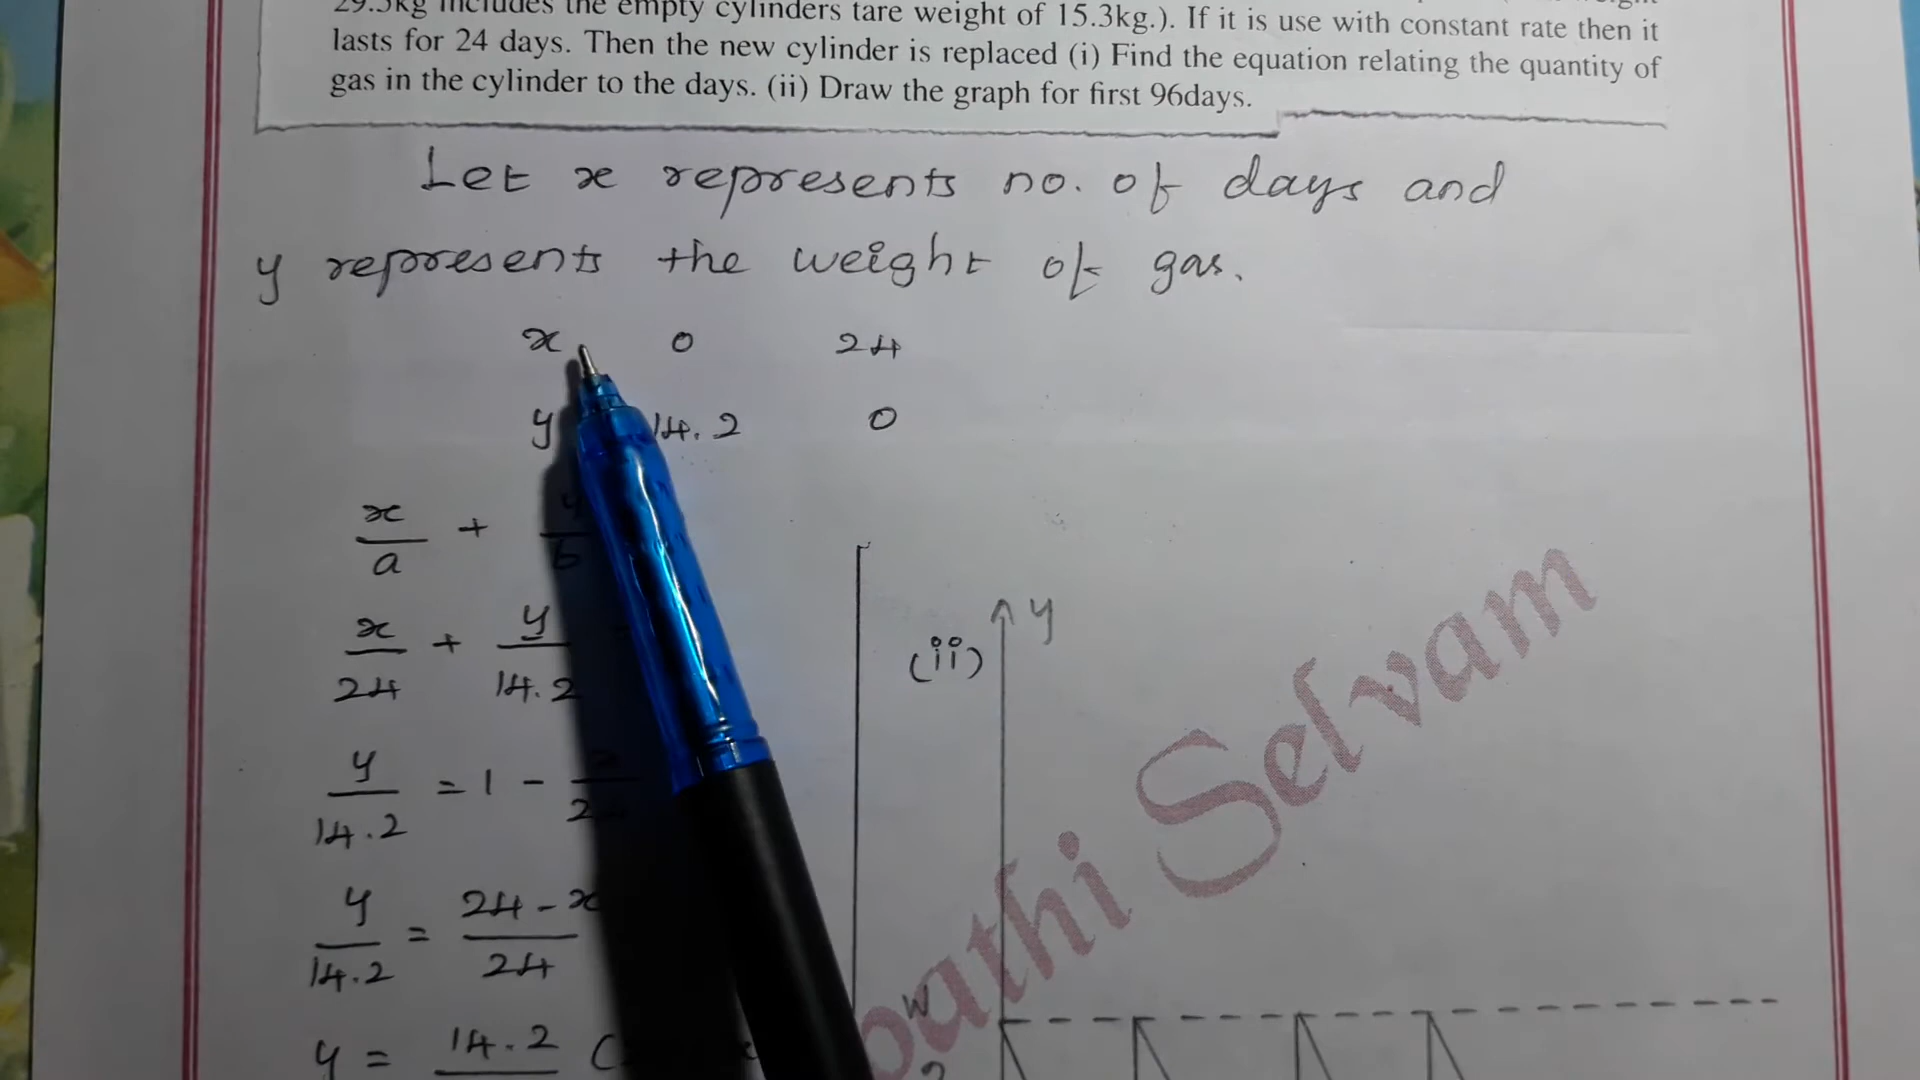 29.5kg includes the empty cylinders tare weight of 15.3kg.). If it is use with constant rate then it
lasts for 24 days. Then the new cylinder is replaced (i) Find the equation relating the quantity of
gas in the cylinder to the days. (ii) Draw the graph for first 96days.
Let x represents no. of days and
y represents the weight of gas.
x 0 24
y 14.2 0
x/a + y/b
x/24 + y/14.2
y/14.2 = 1 -
y/14.2 = 24-x/24
y = 14.2 (
(ii)
y
W
Selvam